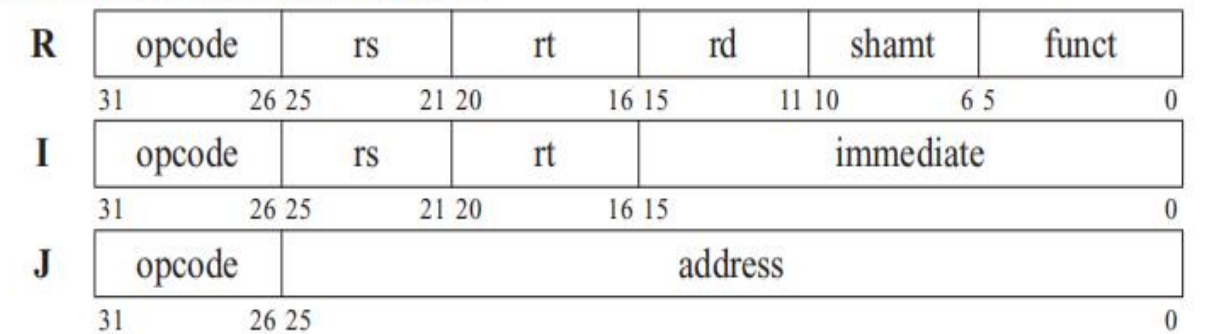 R opcode rs rt rd shamt funct
31 26 25 21 20 16 15 11 10 6 5 0
I opcode rs rt immediate
31 26 25 21 20 16 15 0
J opcode address
31 26 25 0